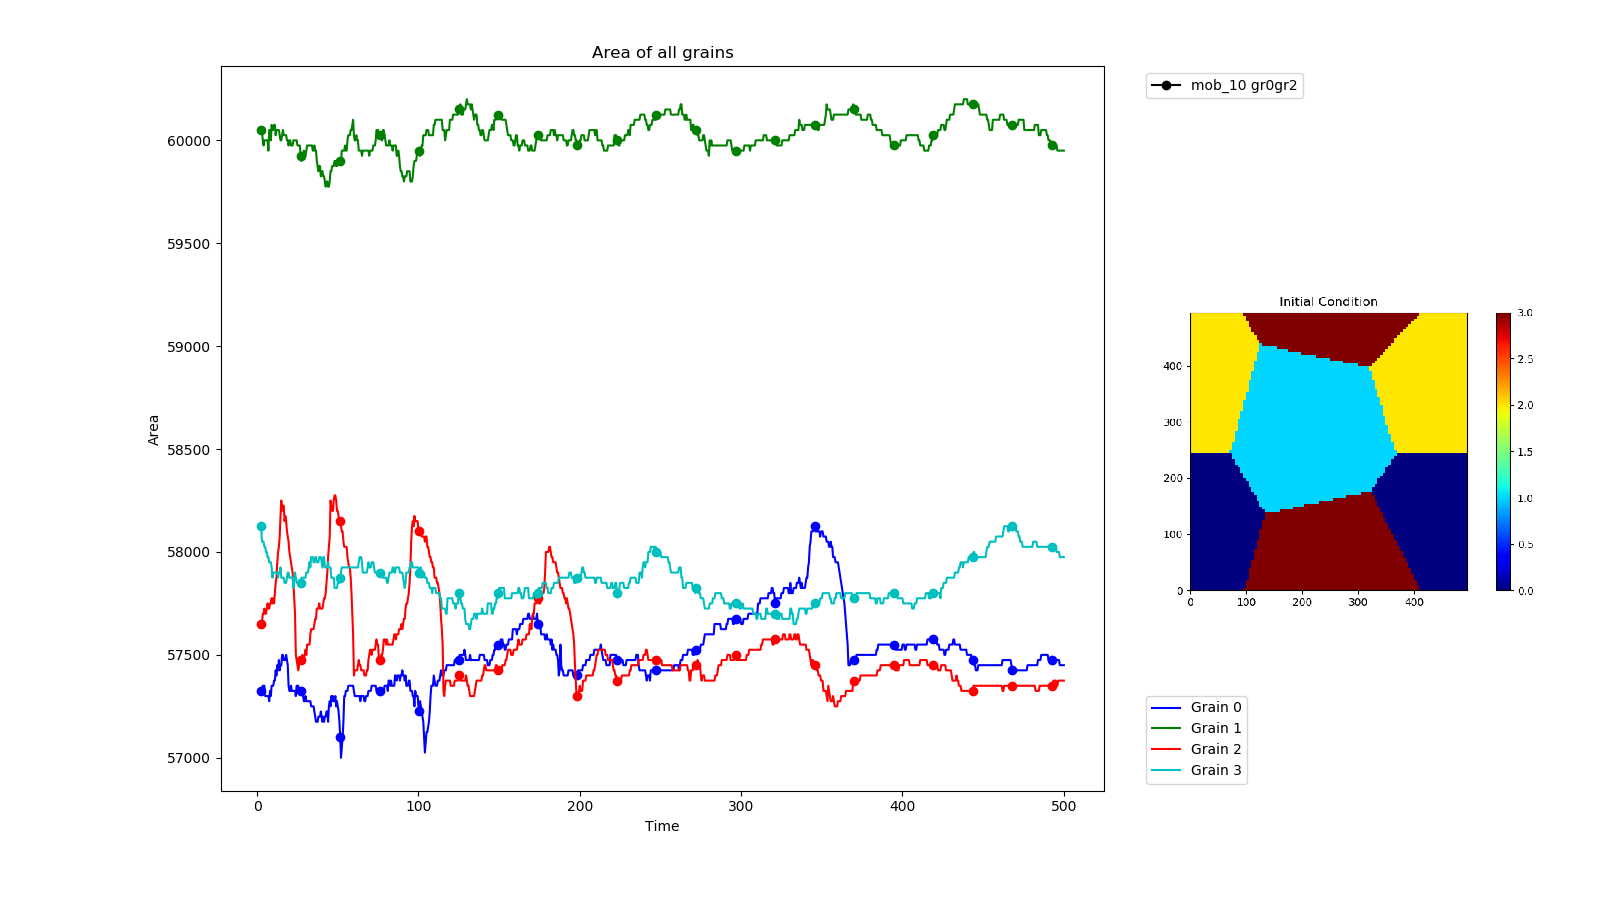 Area of all grains
mob_10 gr0gr2
60000
59500
59000
58500
58000
57500
57000
Area
0 100 200 300 400 500
Time
Initial Condition
400
300
200
100
0
0 100 200 300 400
3.0
2.5
2.0
1.5
1.0
0.5
0.0
Grain 0
Grain 1
Grain 2
Grain 3